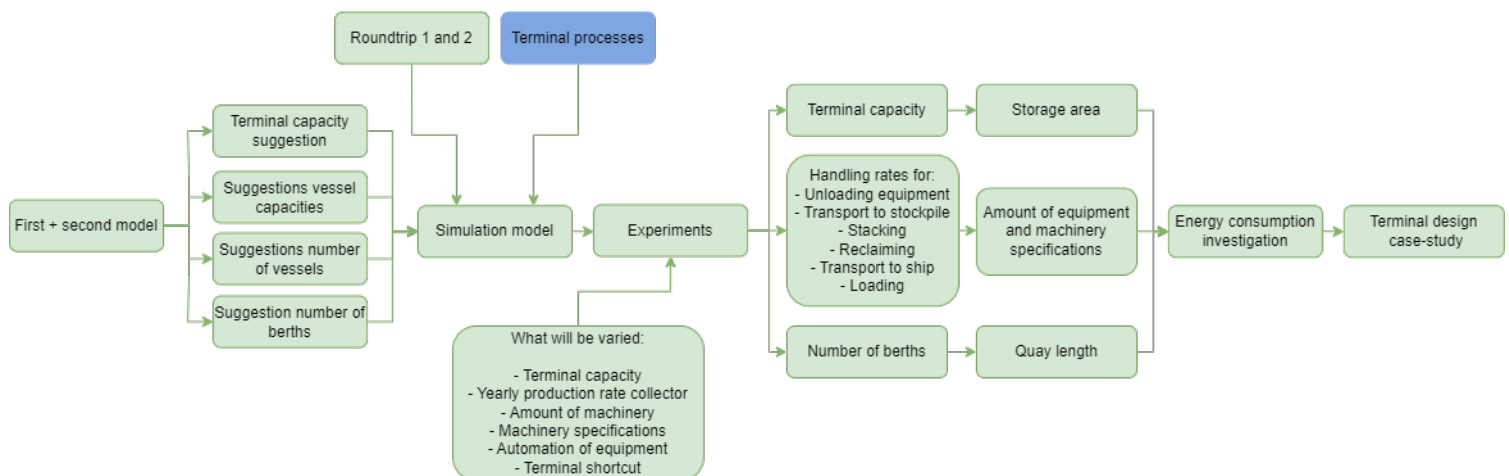 Roundtrip 1 and 2
Terminal processes
First + second model
Terminal capacity
suggestion
Suggestions vessel
capacities
Suggestions number
of vessels
Suggestion number of
berths
Simulation model
Experiments
What will be varied:
- Terminal capacity
- Yearly production rate collector
- Amount of machinery
- Machinery specifications
- Automation of equipment
- Terminal shortcut
Terminal capacity
Storage area
Handling rates for:
- Unloading equipment
- Transport to stockpile
- Stacking
- Reclaiming
- Transport to ship
- Loading
Amount of equipment
and machinery
specifications
Number of berths
Quay length
Energy consumption
investigation
Terminal design
case-study